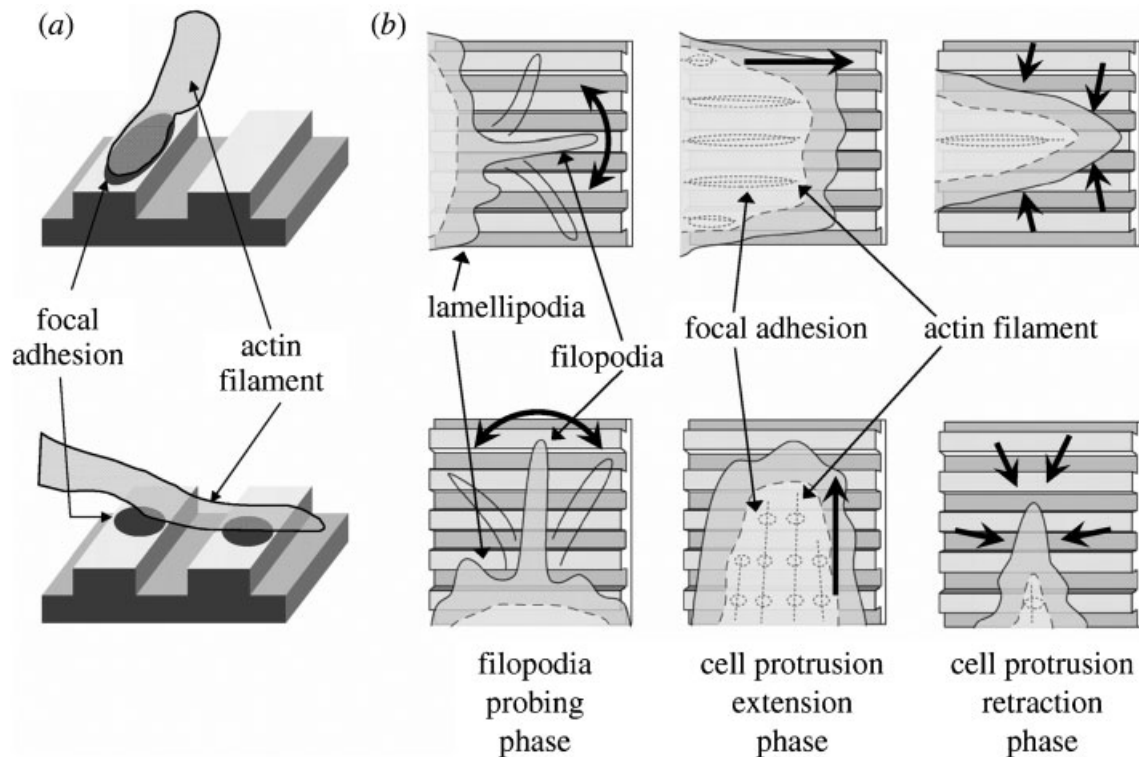 (a)
(b)
focal
adhesion
actin
filament
lamellipodia
filopodia
focal adhesion
actin filament
filopodia
probing
phase
cell protrusion
extension
phase
cell protrusion
retraction
phase